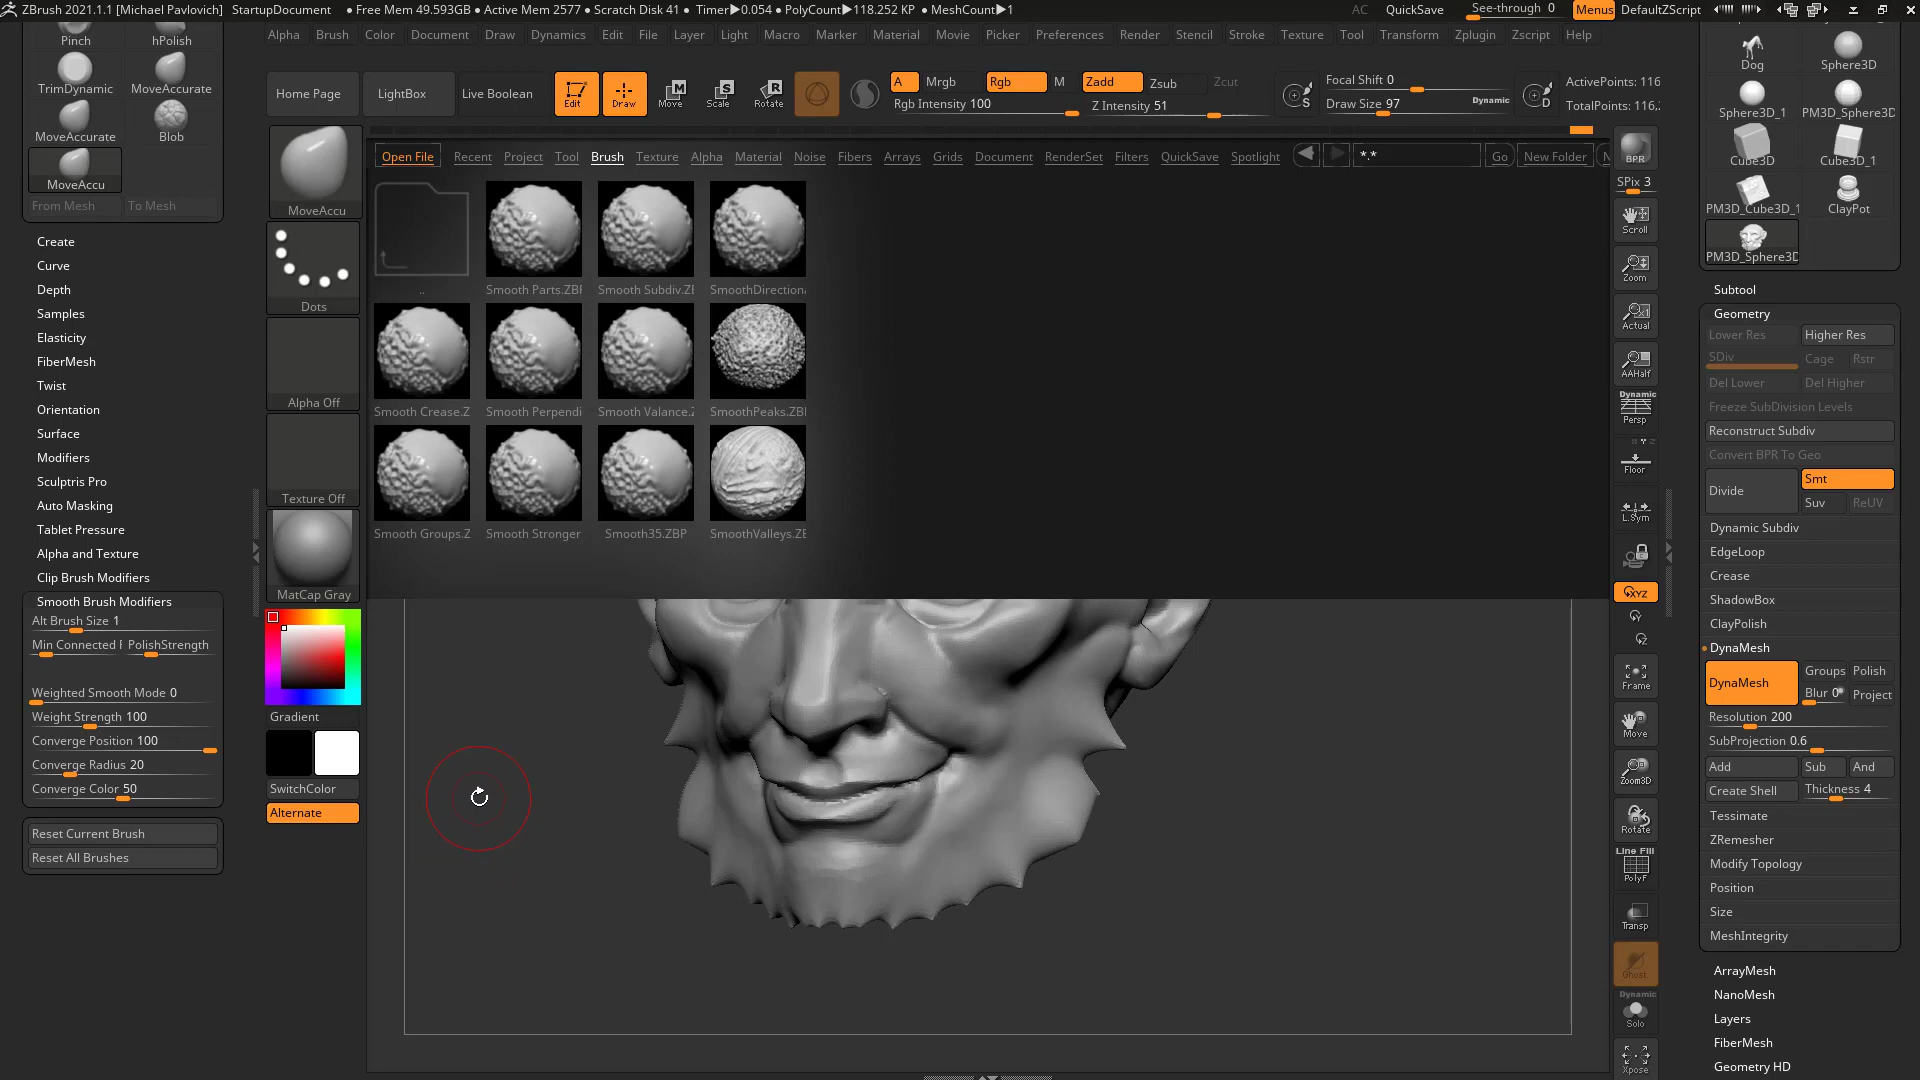 ZBrush 2021.1.1 [Michael Pavlovich] StartupDocument • Free Mem 49.593GB • Active Mem 2577 • Scratch Disk 41 • Timer▶0.054 • PolyCount▶118.252 KP • MeshCount▶1
AC QuickSave See-through 0 Menus DefaultZScript
Alpha Brush Color Document Draw Dynamics Edit File Layer Light Macro Marker Material Movie Picker Preferences Render Stencil Stroke Texture Tool Transform Zplugin Zscript Help
Pinch hPolish
TrimDynamic MoveAccurate
MoveAccurate Blob
MoveAccu
From Mesh To Mesh
Create
Curve
Depth
Samples
Elasticity
FiberMesh
Twist
Orientation
Surface
Modifiers
Sculptris Pro
Auto Masking
Tablet Pressure
Alpha and Texture
Clip Brush Modifiers
Smooth Brush Modifiers
Alt Brush Size 1
Min Connected PolishStrength
Weighted Smooth Mode 0
Weight Strength 100
Converge Position 100
Converge Radius 20
Converge Color 50
Reset Current Brush
Reset All Brushes
Home Page LightBox Live Boolean Edit Draw Move Scale Rotate
A Mrgb Rgb M Zadd Zsub Zcut
Rgb Intensity 100 Z Intensity 51
S Focal Shift 0
Draw Size 97 Dynamic
D ActivePoints: 116
TotalPoints: 116,
MoveAccu
Dots
Alpha Off
Texture Off
MatCap Gray
Gradient
SwitchColor
Alternate
Open File Recent Project Tool Brush Texture Alpha Material Noise Fibers Arrays Grids Document RenderSet Filters QuickSave Spotlight *.* Go New Folder N
.. Smooth Parts.ZBP Smooth Subdiv.ZB SmoothDirectiona
Smooth Crease.Z Smooth Perpendi Smooth Valance.Z SmoothPeaks.ZB
Smooth Groups.Z Smooth Stronger Smooth35.ZBP SmoothValleys.ZB
BPR
SPix 3
Scroll
Zoom
Actual
AAHalf
Dynamic
Persp
Floor
L.Sym
XYZ
Frame
Move
Zoom3D
Rotate
Line Fill
PolyF
Transp
Ghost
Dynamic
Solo
Xpose
Dog Sphere3D
Sphere3D_1 PM3D_Sphere3D
Cube3D Cube3D_1
PM3D_Cube3D_1 ClayPot
PM3D_Sphere3D
Subtool
Geometry
Lower Res Higher Res
SDiv Cage Rstr
Del Lower Del Higher
Freeze SubDivision Levels
Reconstruct Subdiv
Convert BPR To Geo
Divide Smt
Suv ReUV
Dynamic Subdiv
EdgeLoop
Crease
ShadowBox
ClayPolish
DynaMesh
DynaMesh Groups Polish
Blur 0 Project
Resolution 200
SubProjection 0.6
Add Sub And
Create Shell Thickness 4
Tessimate
ZRemesher
Modify Topology
Position
Size
MeshIntegrity
ArrayMesh
NanoMesh
Layers
FiberMesh
Geometry HD